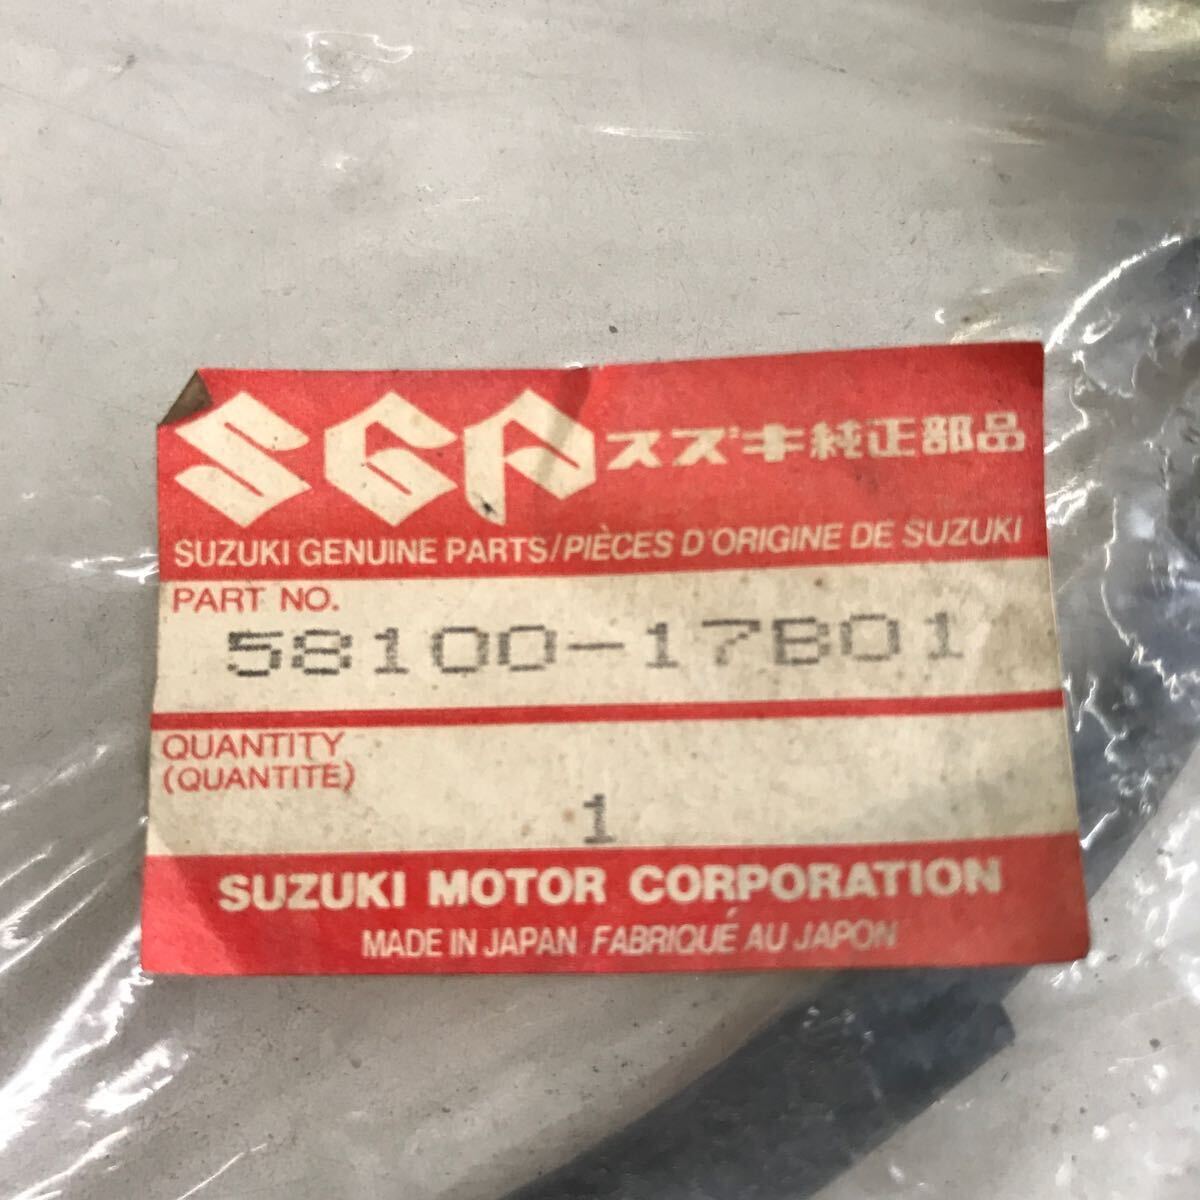 SGP スズキ純正部品
SUZUKI GENUINE PARTS/PIÈCES D'ORIGINE DE SUZUKI
PART NO.
58100-17B01
QUANTITY
(QUANTITÉ)
1
SUZUKI MOTOR CORPORATION
MADE IN JAPAN FABRIQUÉ AU JAPON